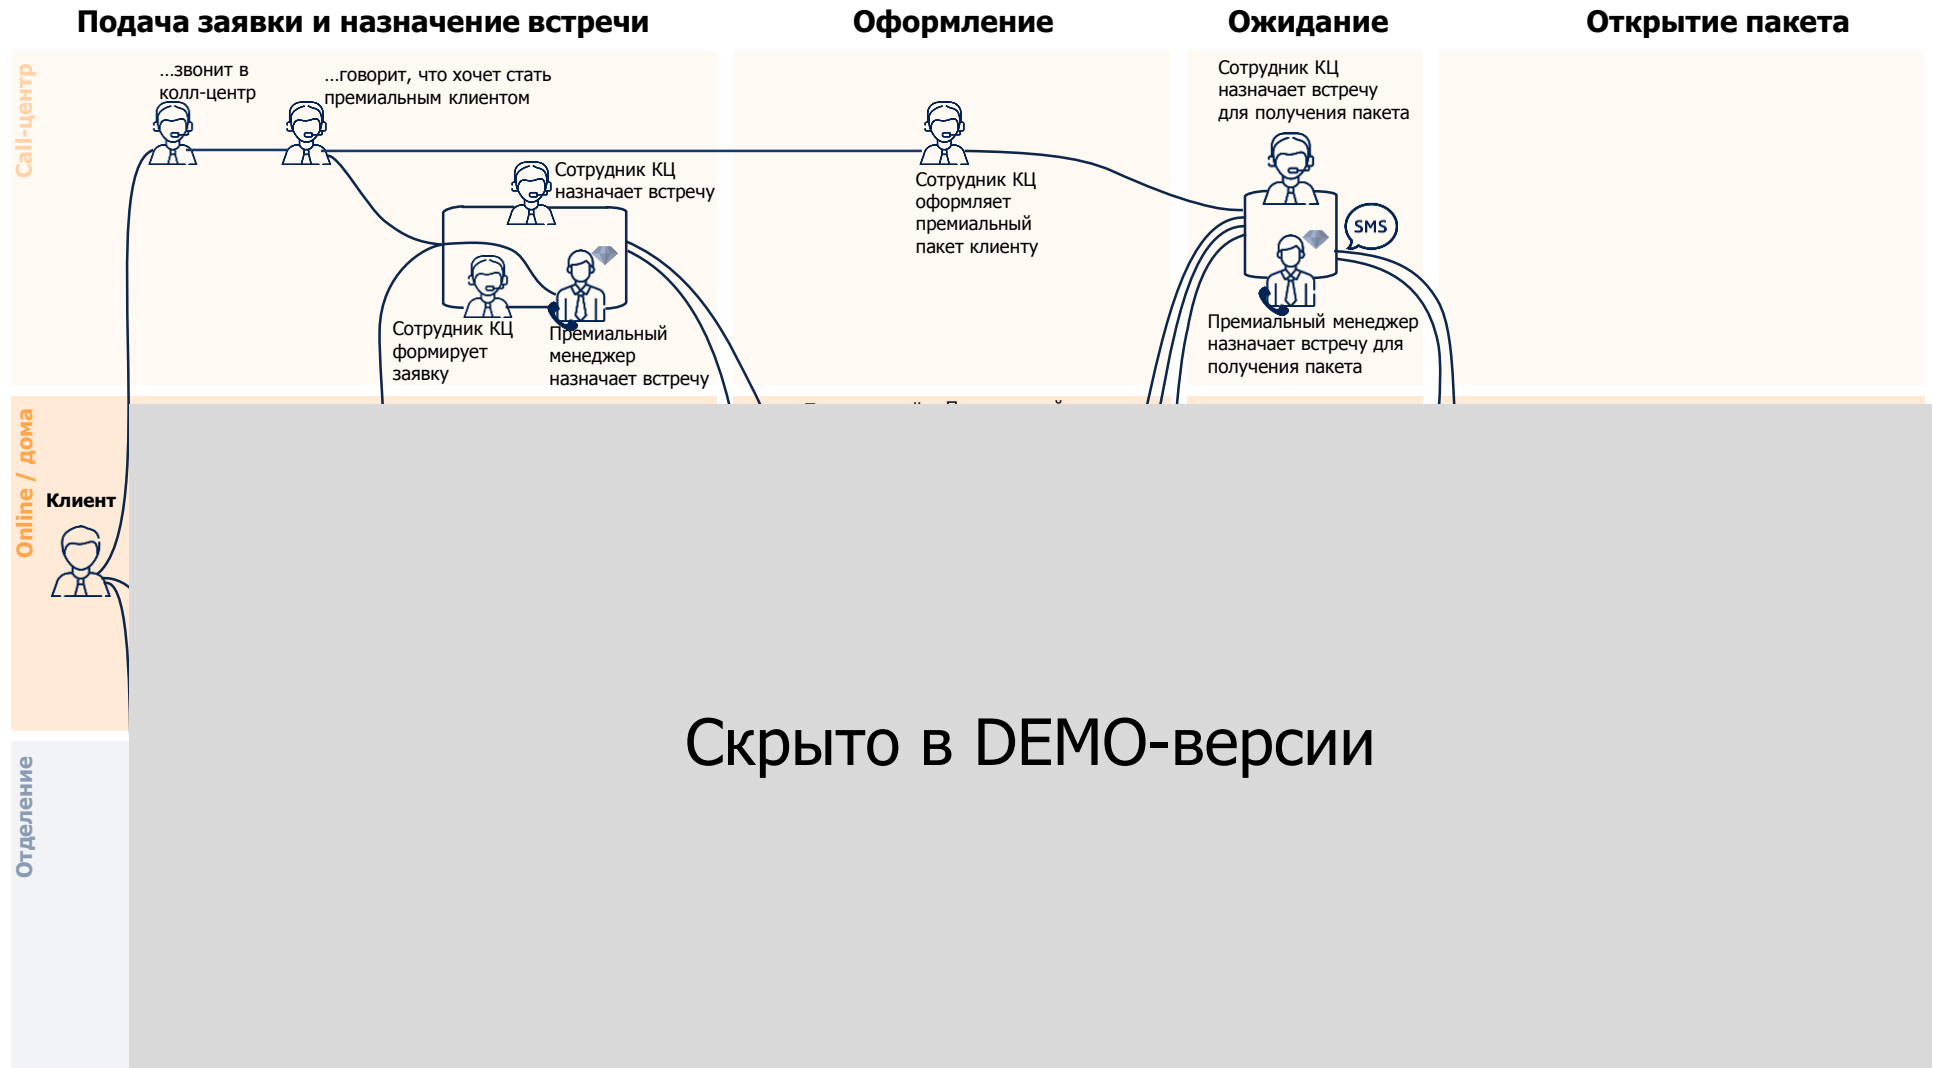 Подача заявки и назначение встречи
Оформление
Ожидание
Открытие пакета
Call-центр
…звонит в
колл-центр
…говорит, что хочет стать
премиальным клиентом
Сотрудник КЦ
назначает встречу
Сотрудник КЦ
формирует
заявку
Премиальный
менеджер
назначает встречу
Сотрудник КЦ
оформляет
премиальный
пакет клиенту
Сотрудник КЦ
назначает встречу
для получения пакета
SMS
Премиальный менеджер
назначает встречу для
получения пакета
Online / дома
Клиент
Скрыто в DEMO-версии
Отделение